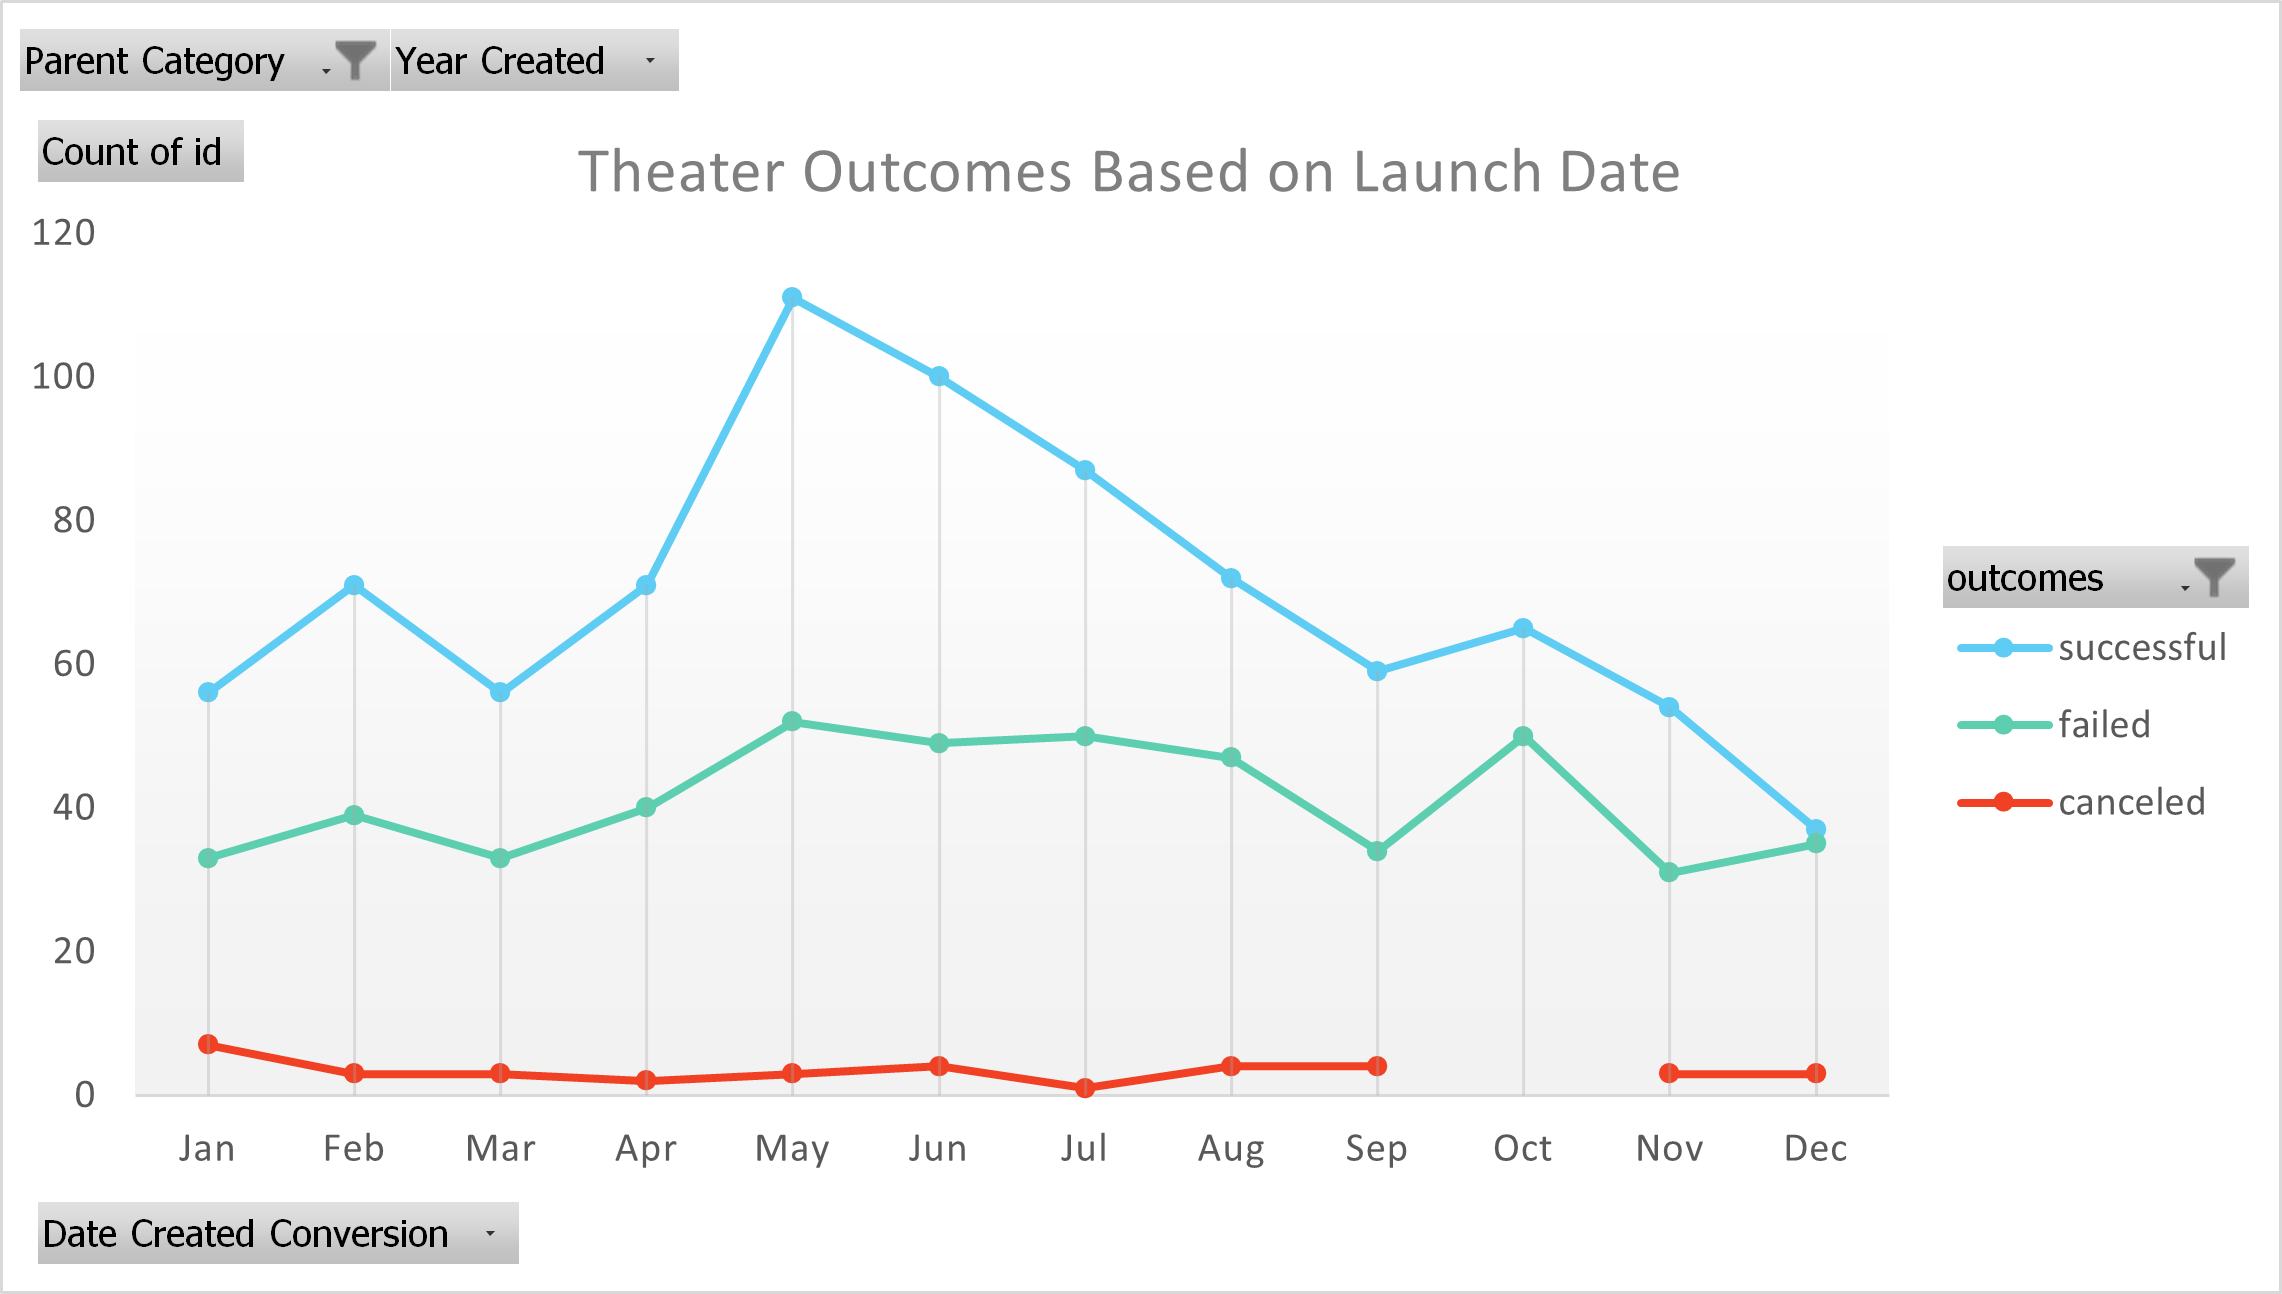 Parent Category Year Created
Count of id
Theater Outcomes Based on Launch Date
120
100
80
60
40
20
0
Jan Feb Mar Apr May Jun Jul Aug Sep Oct Nov Dec
outcomes
successful
failed
canceled
Date Created Conversion